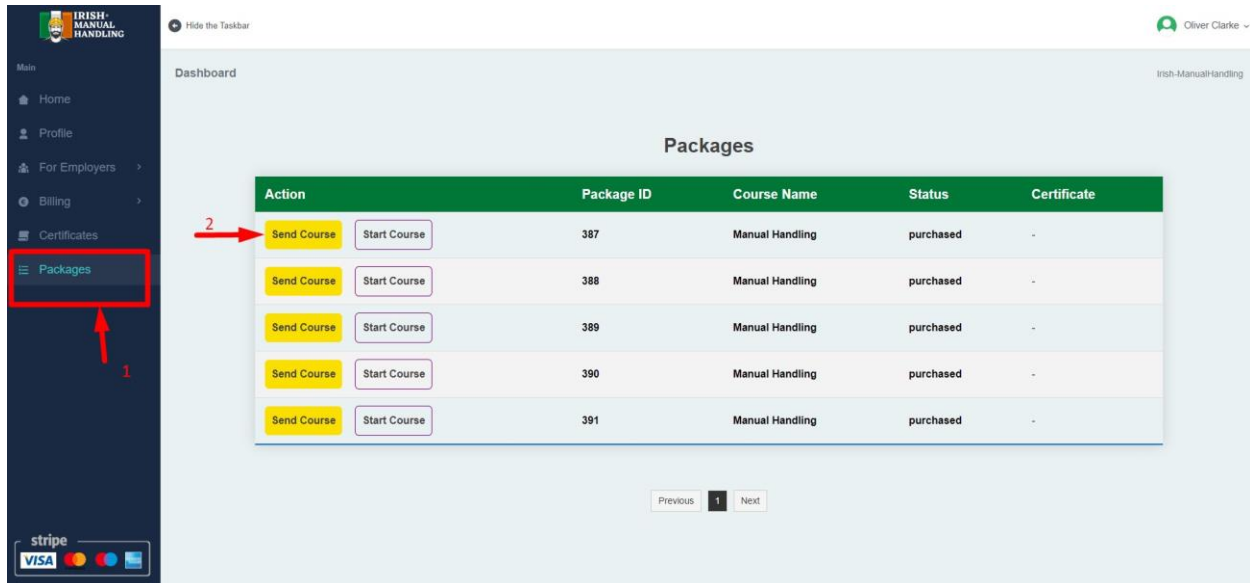 IRISH·
MANUAL
HANDLING
Hide the Taskbar
Oliver Clarke
Main
Dashboard
Irish-ManualHandling
Home
Profile
For Employers
Billing
Certificates
Packages
1
Packages
Action Package ID Course Name Status Certificate
2
Send Course Start Course 387 Manual Handling purchased -
Send Course Start Course 388 Manual Handling purchased -
Send Course Start Course 389 Manual Handling purchased -
Send Course Start Course 390 Manual Handling purchased -
Send Course Start Course 391 Manual Handling purchased -
Previous 1 Next
stripe
VISA